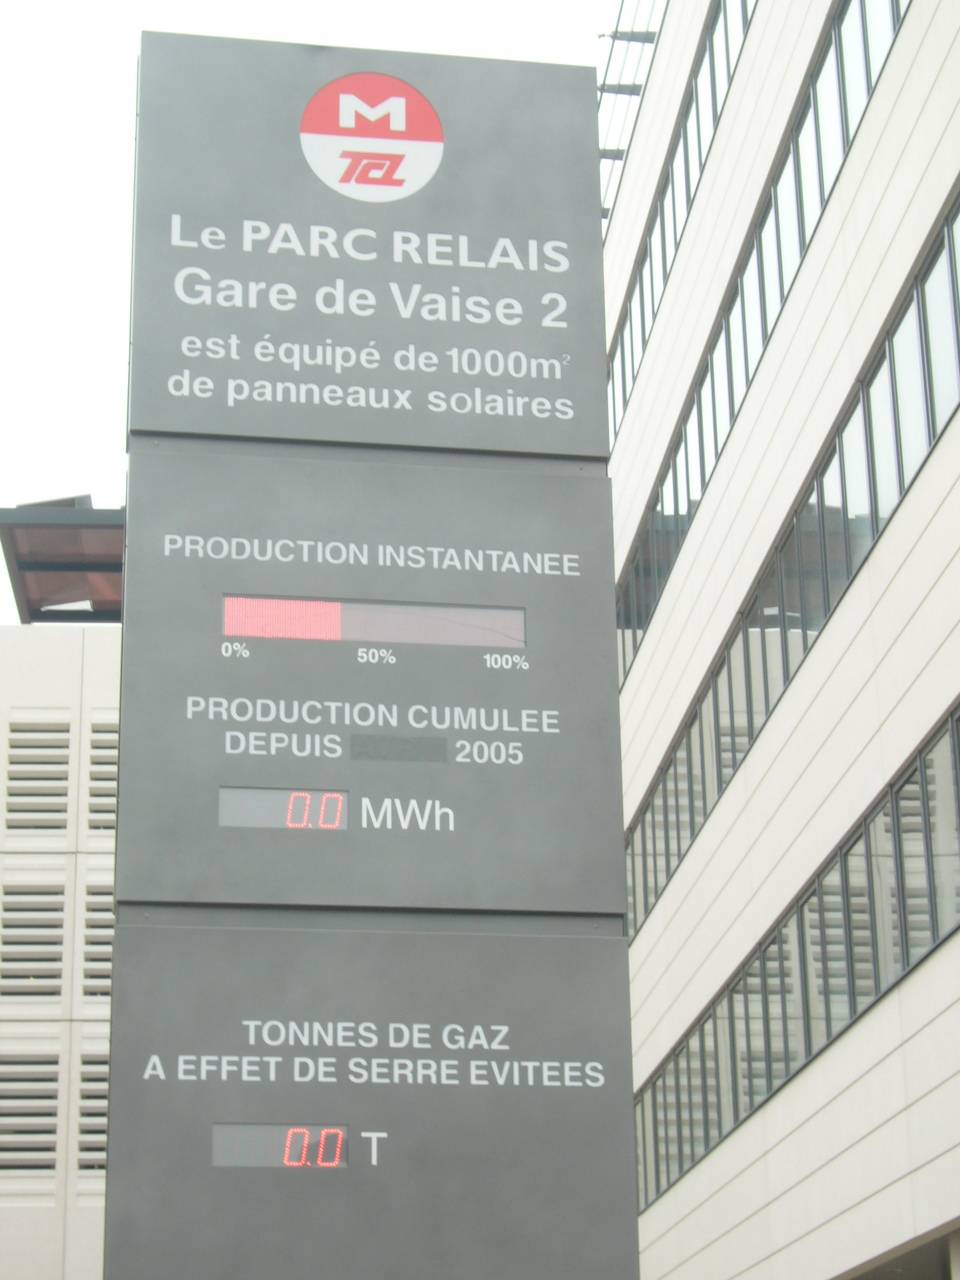 M
TCL
Le PARC RELAIS
Gare de Vaise 2
est équipé de 1000m²
de panneaux solaires
PRODUCTION INSTANTANEE
0% 50% 100%
PRODUCTION CUMULEE
DEPUIS 2005
0.0 MWh
TONNES DE GAZ
A EFFET DE SERRE EVITEES
0.0 T